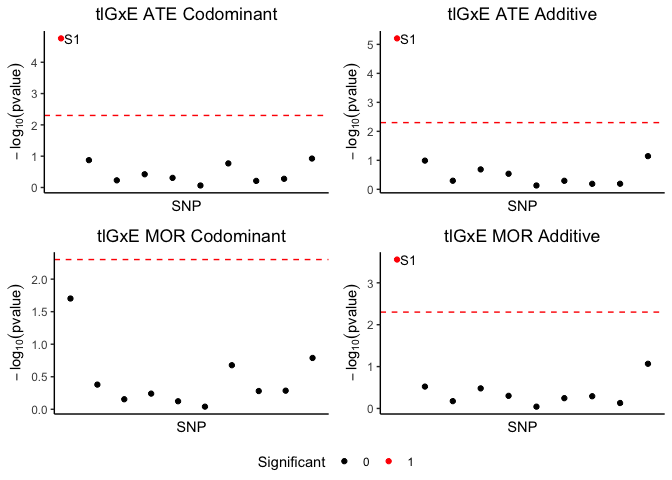 tlGxE ATE Codominant
S1
4
3
2
1
0
− log10(pvalue)
SNP
tlGxE ATE Additive
S1
5
4
3
2
1
0
− log10(pvalue)
SNP
tlGxE MOR Codominant
2.0
1.5
1.0
0.5
0.0
− log10(pvalue)
SNP
tlGxE MOR Additive
S1
3
2
1
0
− log10(pvalue)
SNP
Significant 0 1